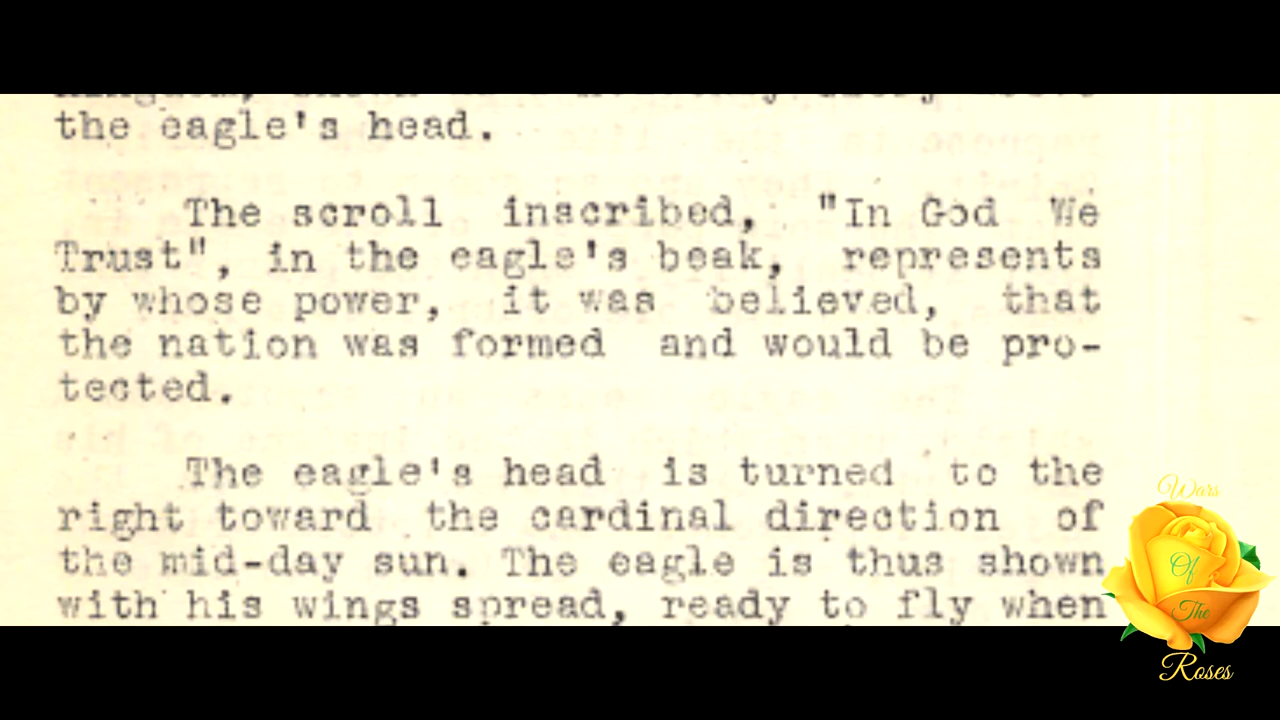 the eagle's head.
The scroll inscribed, "In God We
Trust", in the eagle's beak, represents
by whose power, it was believed, that
the nation was formed and would be pro-
tected.
The eagle's head is turned to the
right toward the cardinal direction of
the mid-day sun. The eagle is thus shown
with his wings spread, ready to fly when
Wars
Of
The
Roses